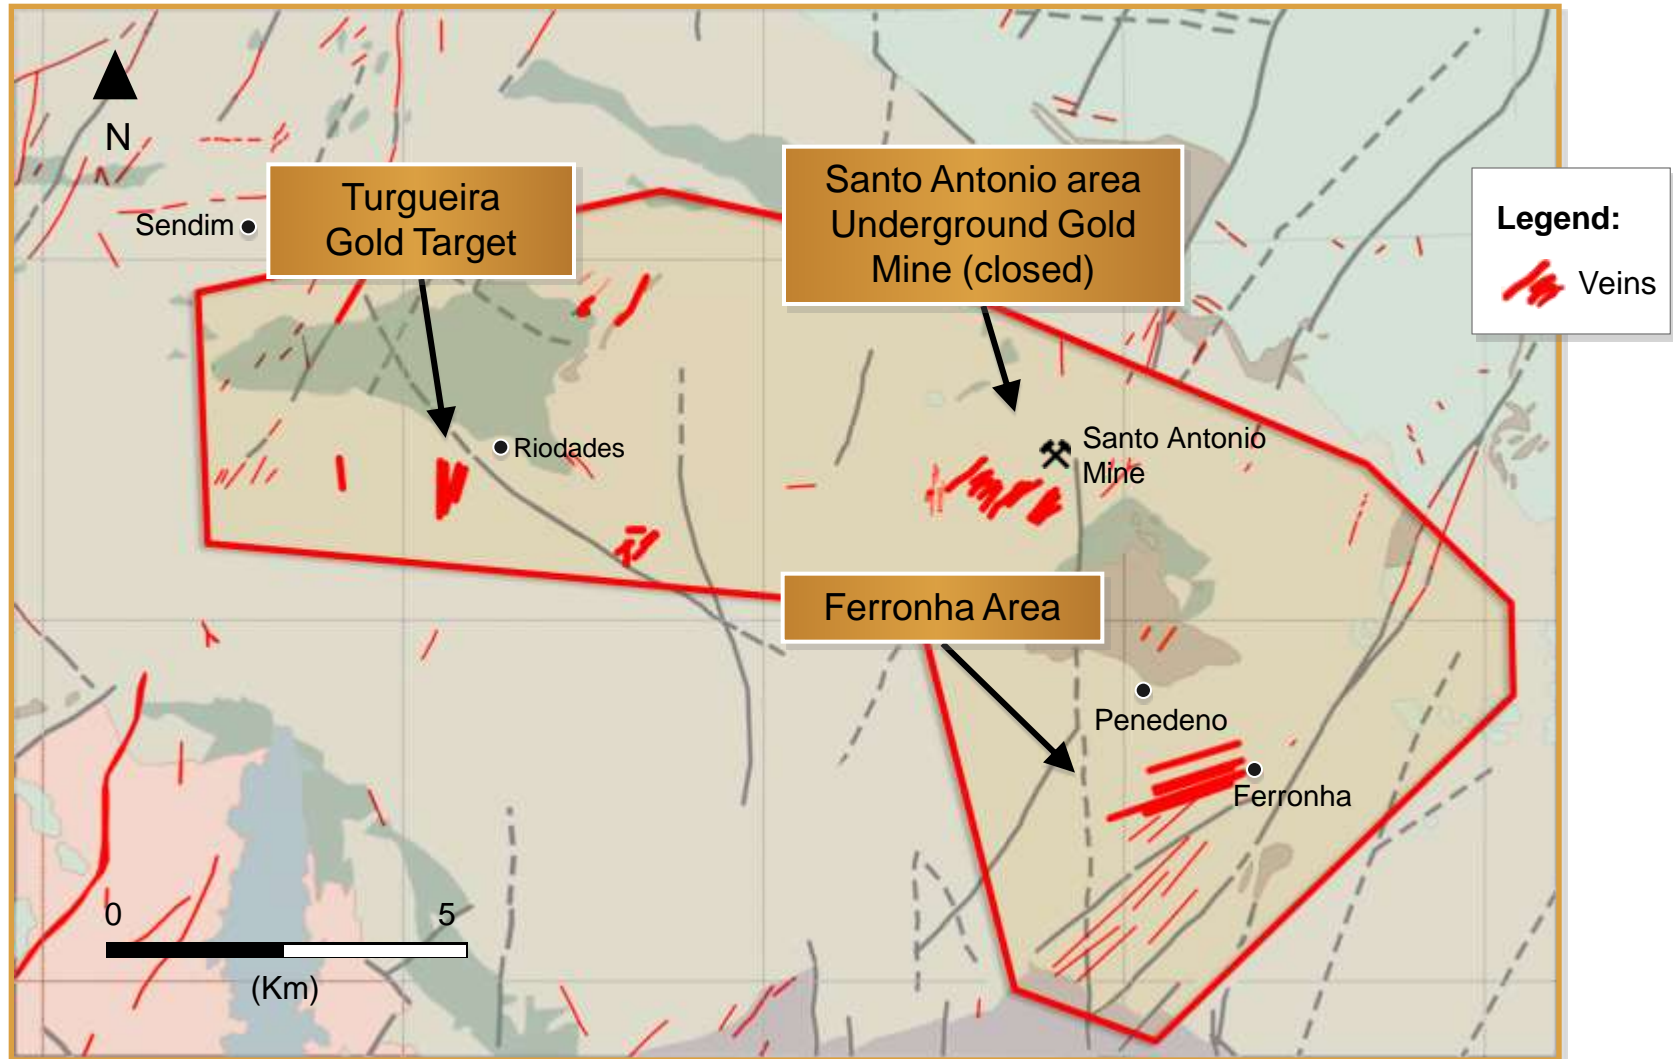 N
Turgueira
Gold Target
Santo Antonio area
Underground Gold
Mine (closed)
Legend:
Veins
Sendim
Riodades
Santo Antonio
Mine
Ferronha Area
Penedeno
Ferronha
0 5
(Km)